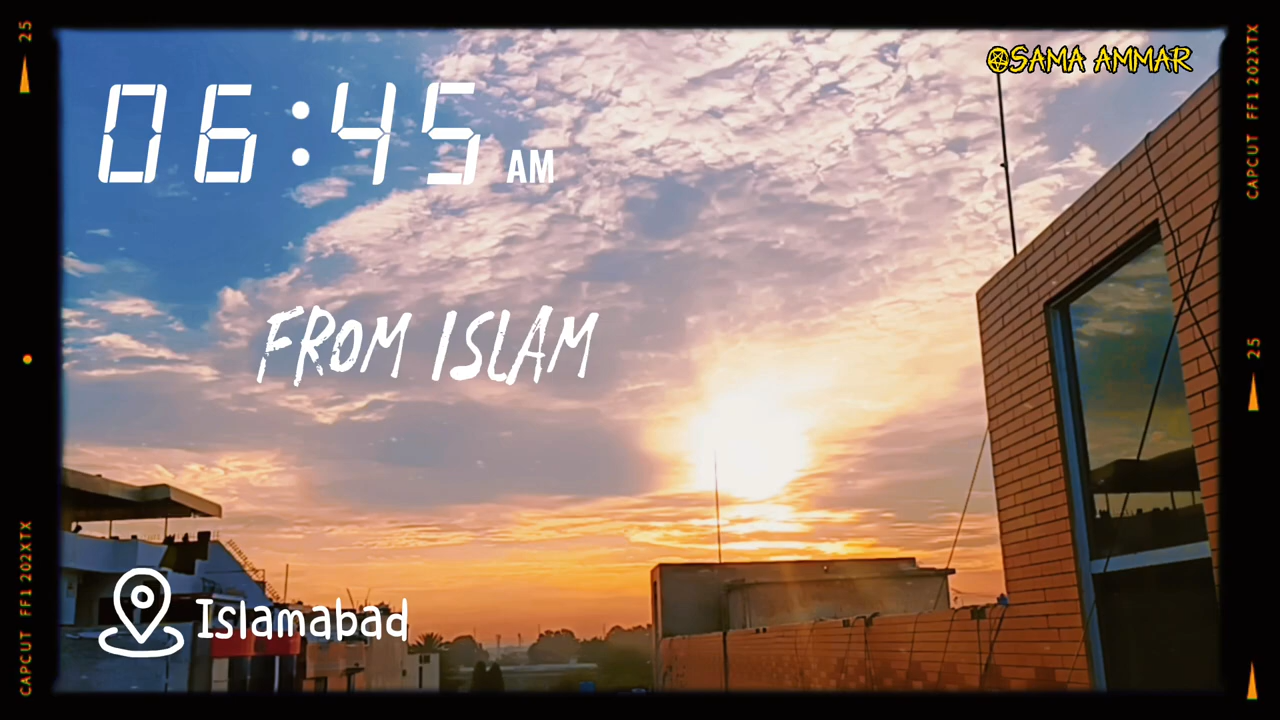 25
@SAMA AMMAR
CAPCUT FF1 202XTX
06:45 AM
FROM ISLAM
25
CAPCUT FF1 202XTX
Islamabad